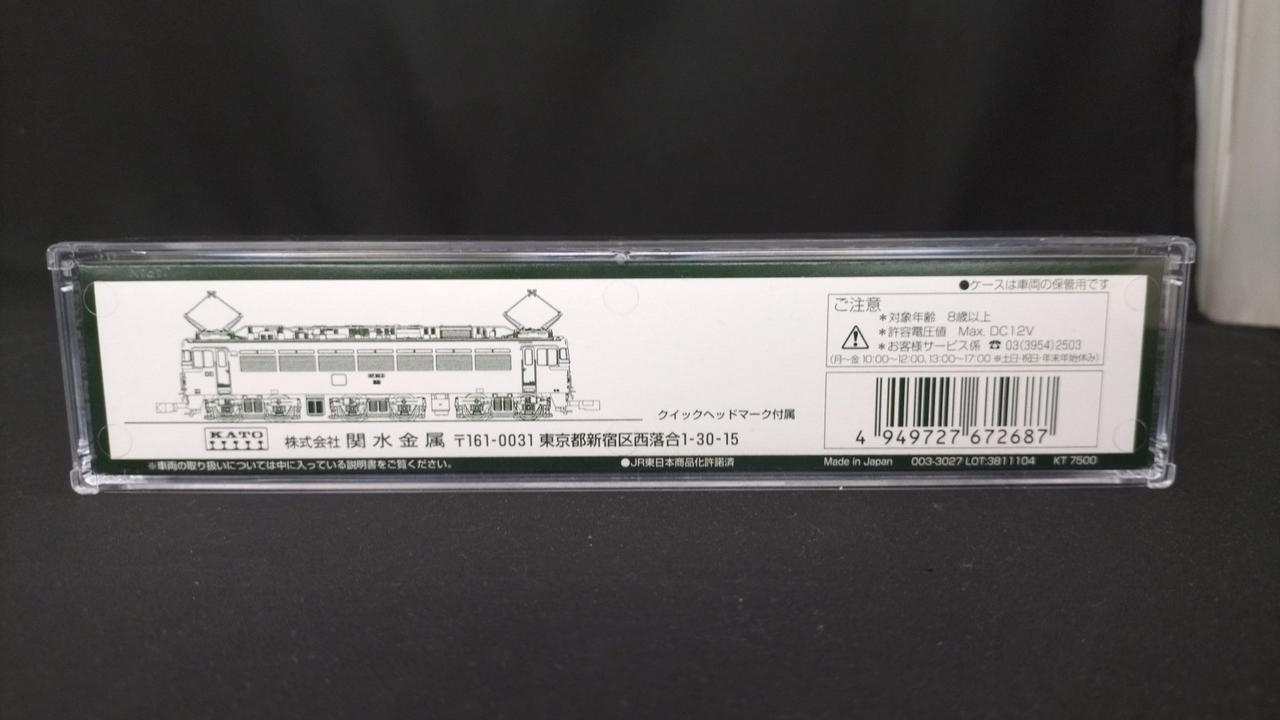 ●ケースは車両の保管用です
ご注意
＊対象年齢 8歳以上
＊許容電圧値 Max. DC12V
＊お客様サービス係 ☎ 03(3954)2503
(月〜金 10:00〜12:00, 13:00〜17:00 ※土日・祝日・年末年始休み)
クイックヘッドマーク付属
4 949727 672687
KATO
株式会社 関水金属 〒161-0031 東京都新宿区西落合1-30-15
※車両の取り扱いについては中に入っている説明書をご覧ください。
●JR東日本商品化許諾済
Made in Japan 003-3027 LOT:3811104 KT 7500